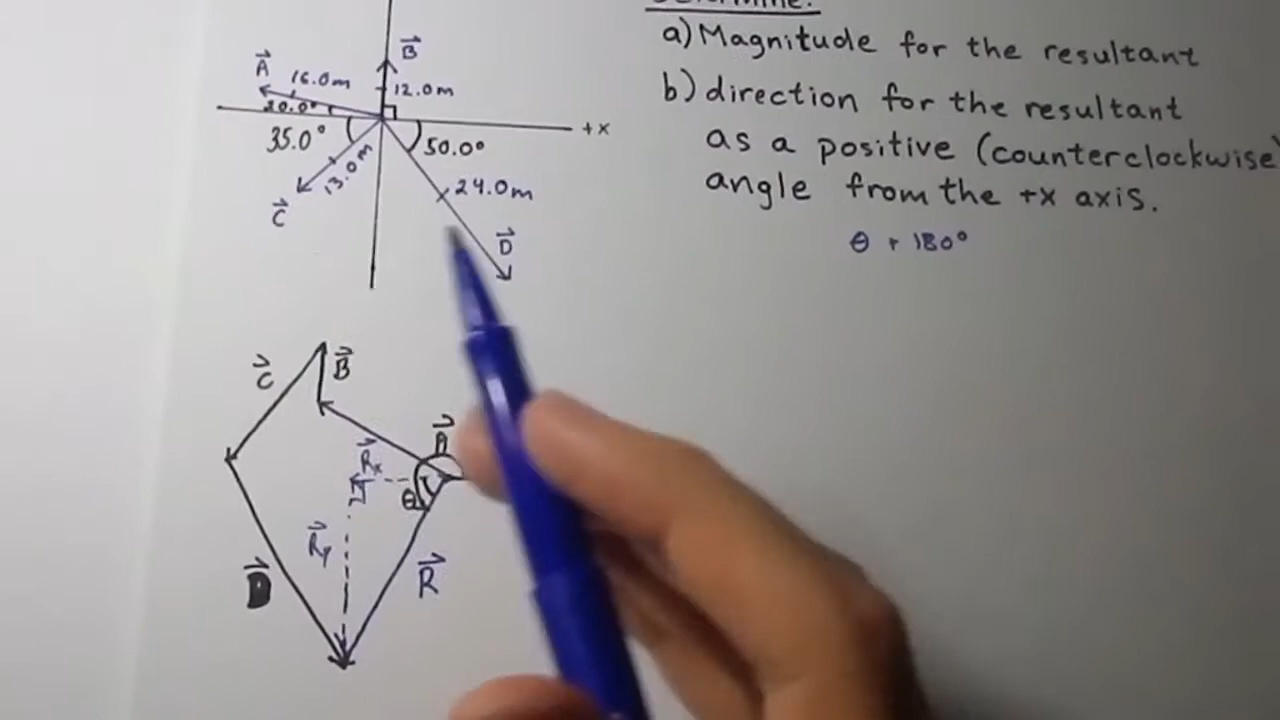 Determine:
a) Magnitude for the resultant
b) direction for the resultant
as a positive (counterclockwise)
angle from the +x axis.
θ + 180°
B
A
16.0m
12.0m
20.0°
+x
35.0°
50.0°
13.0m
24.0m
C
D
B
C
A
Rx
θ
Ry
R
D